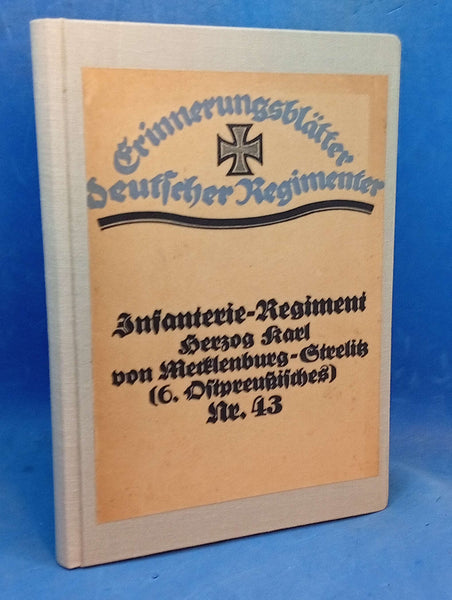 Erinnerungsblätter
deutscher Regimenter
Infanterie-Regiment
Herzog Karl
von Mecklenburg-Strelitz
(6. Ostpreußisches)
Nr. 43